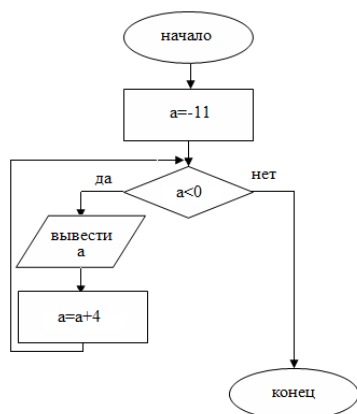 начало
a=-11
да
a<0
нет
вывести
a
a=a+4
конец